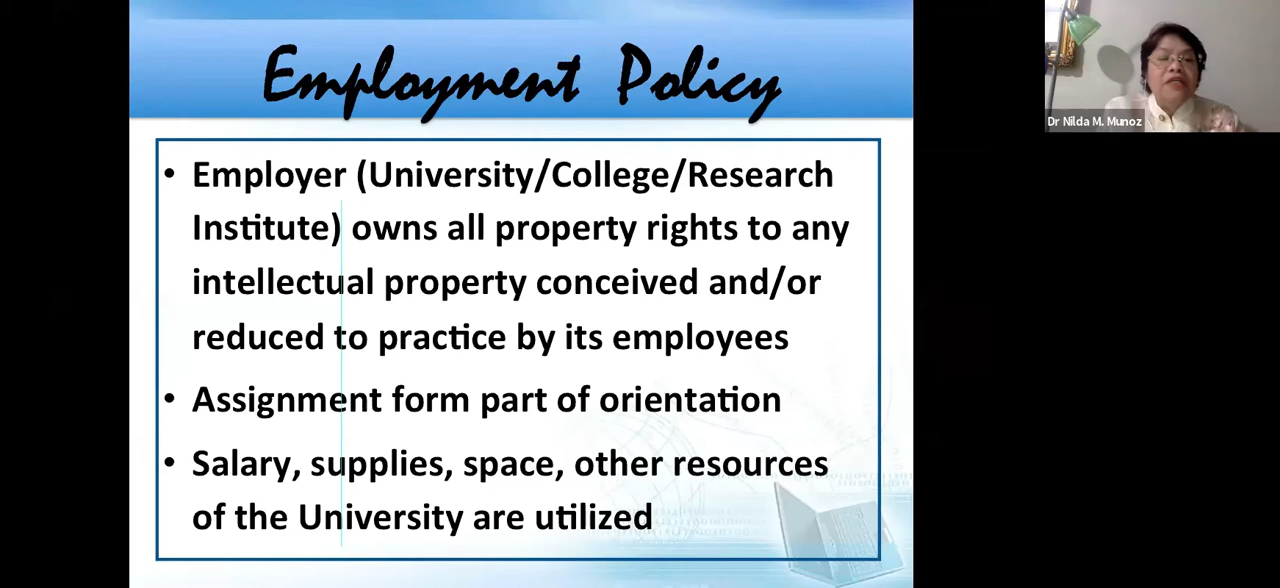 Employment Policy
• Employer (University/College/Research
Institute) owns all property rights to any
intellectual property conceived and/or
reduced to practice by its employees
• Assignment form part of orientation
• Salary, supplies, space, other resources
of the University are utilized
Dr Nilda M. Munoz